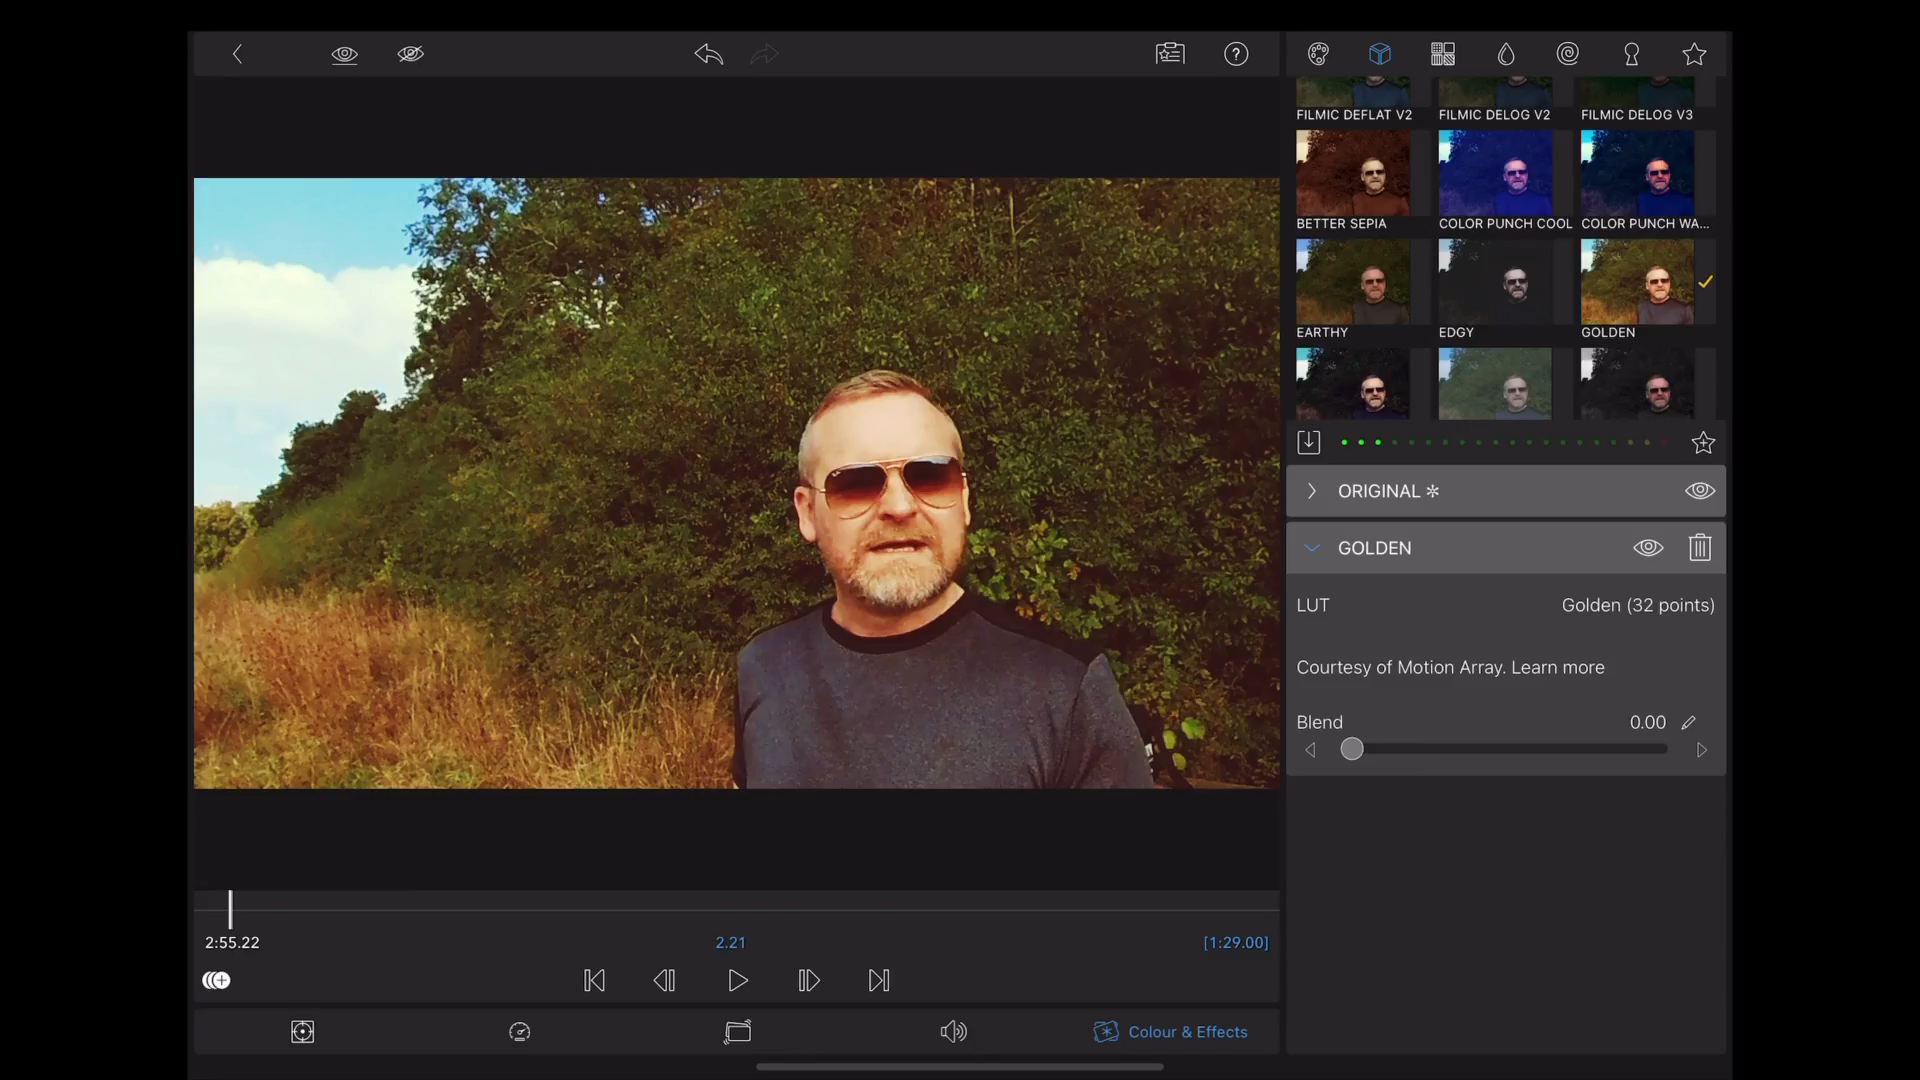 FILMIC DEFLAT V2 FILMIC DELOG V2 FILMIC DELOG V3
BETTER SEPIA COLOR PUNCH COOL COLOR PUNCH WA...
EARTHY EDGY GOLDEN
ORIGINAL ✻
GOLDEN
LUT Golden (32 points)
Courtesy of Motion Array. Learn more
Blend 0.00
2:55.22 2.21 [1:29.00]
Colour & Effects